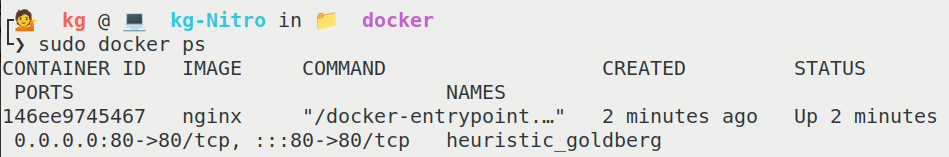 kg @ 💻 kg-Nitro in 📁 docker
❯ sudo docker ps
CONTAINER ID   IMAGE     COMMAND                  CREATED         STATUS
 PORTS                               NAMES
146ee9745467   nginx     "/docker-entrypoint.…"   2 minutes ago   Up 2 minutes
 0.0.0.0:80->80/tcp, :::80->80/tcp   heuristic_goldberg